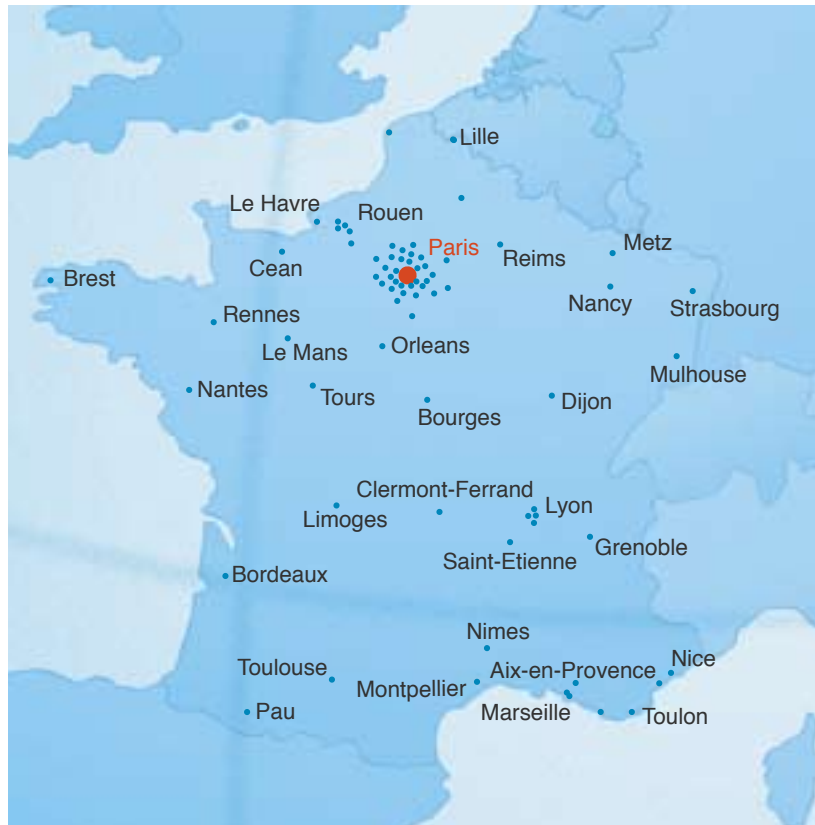 Lille
Le Havre
Rouen
Paris
Reims
Metz
Cean
Brest
Nancy
Strasbourg
Rennes
Le Mans
Orleans
Mulhouse
Nantes
Tours
Bourges
Dijon
Clermont-Ferrand
Limoges
Lyon
Saint-Etienne
Grenoble
Bordeaux
Nimes
Toulouse
Montpellier
Aix-en-Provence
Nice
Marseille
Pau
Toulon